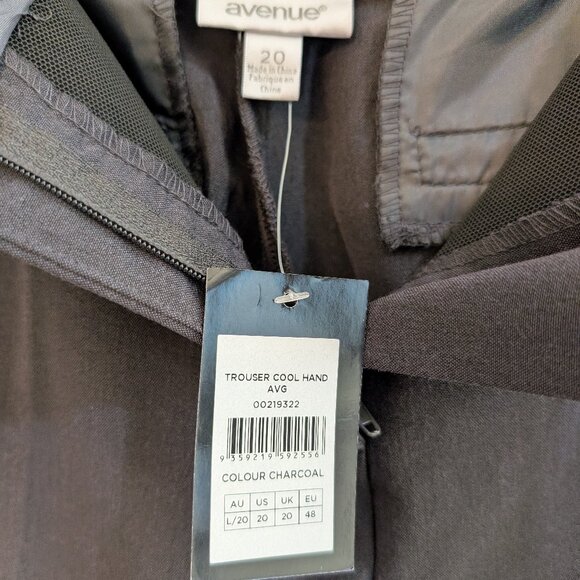 avenue®
20
Made in China
Fabriqué en
Chine
TROUSER COOL HAND
AVG
00219322
9 359219 592556
COLOUR CHARCOAL
AU US UK EU
L/20 20 20 48